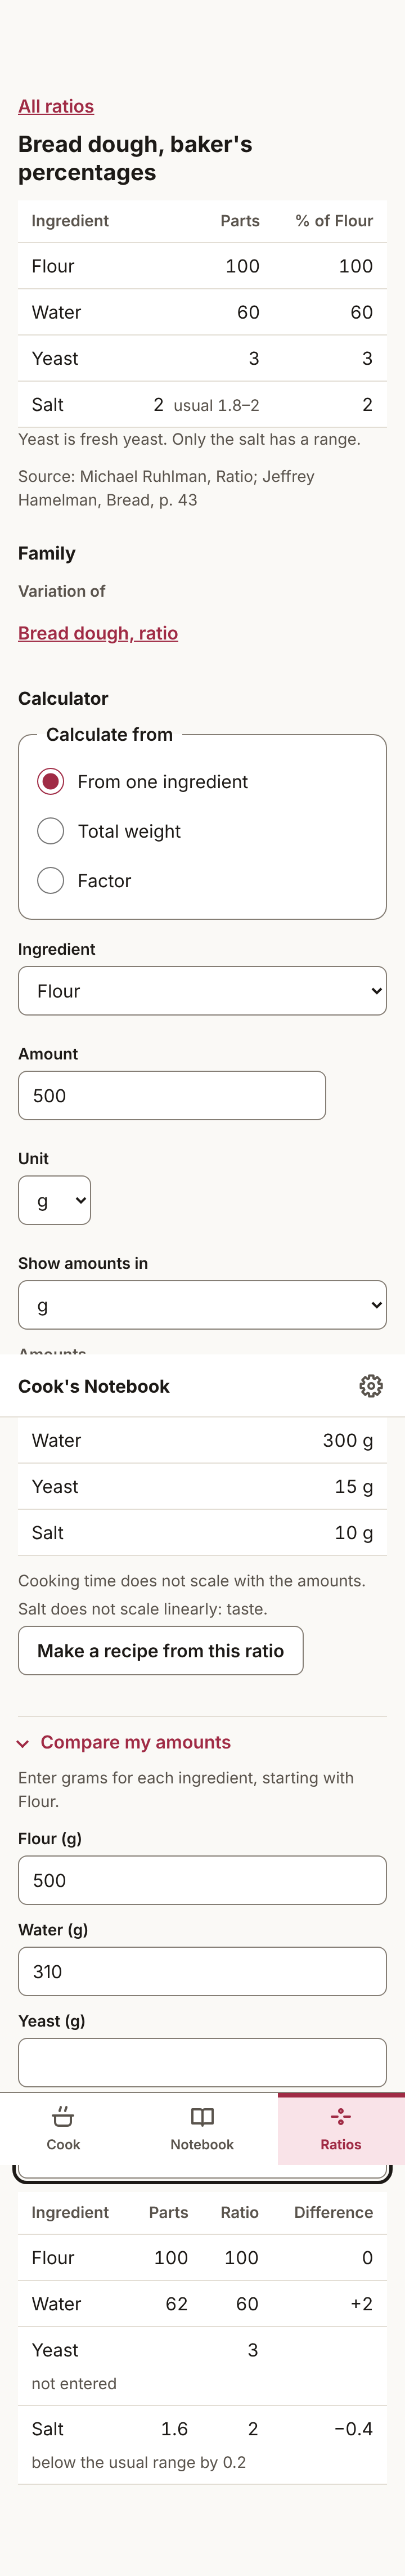 All ratios
Bread dough, baker's
percentages
Ingredient Parts % of Flour
Flour 100 100
Water 60 60
Yeast 3 3
Salt 2 usual 1.8–2 2
Yeast is fresh yeast. Only the salt has a range.
Source: Michael Ruhlman, Ratio; Jeffrey
Hamelman, Bread, p. 43
Family
Variation of
Bread dough, ratio
Calculator
Calculate from
From one ingredient
Total weight
Factor
Ingredient
Flour
Amount
500
Unit
g
Show amounts in
g
Amounts
Cook's Notebook
Water 300 g
Yeast 15 g
Salt 10 g
Cooking time does not scale with the amounts.
Salt does not scale linearly: taste.
Make a recipe from this ratio
Compare my amounts
Enter grams for each ingredient, starting with
Flour.
Flour (g)
500
Water (g)
310
Yeast (g)
Cook Notebook Ratios
Ingredient Parts Ratio Difference
Flour 100 100 0
Water 62 60 +2
Yeast 3
not entered
Salt 1.6 2 −0.4
below the usual range by 0.2